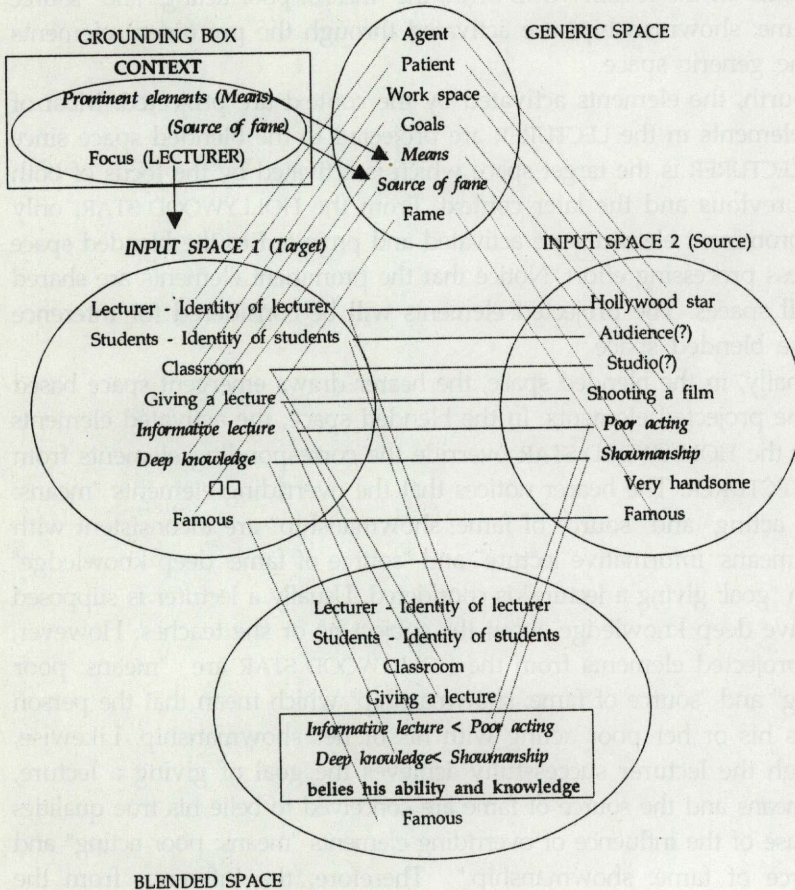 GROUNDING BOX
CONTEXT
Prominent elements (Means)
(Source of fame)
Focus (LECTURER)
GENERIC SPACE
Agent
Patient
Work space
Goals
Means
Source of fame
Fame
INPUT SPACE 1 (Target)
Lecturer - Identity of lecturer
Students - Identity of students
Classroom
Giving a lecture
Informative lecture
Deep knowledge
□□
Famous
INPUT SPACE 2 (Source)
Hollywood star
Audience(?)
Studio(?)
Shooting a film
Poor acting
Showmanship
Very handsome
Famous
Lecturer - Identity of lecturer
Students - Identity of students
Classroom
Giving a lecture
Informative lecture < Poor acting
Deep knowledge< Showmanship
belies his ability and knowledge
Famous
BLENDED SPACE